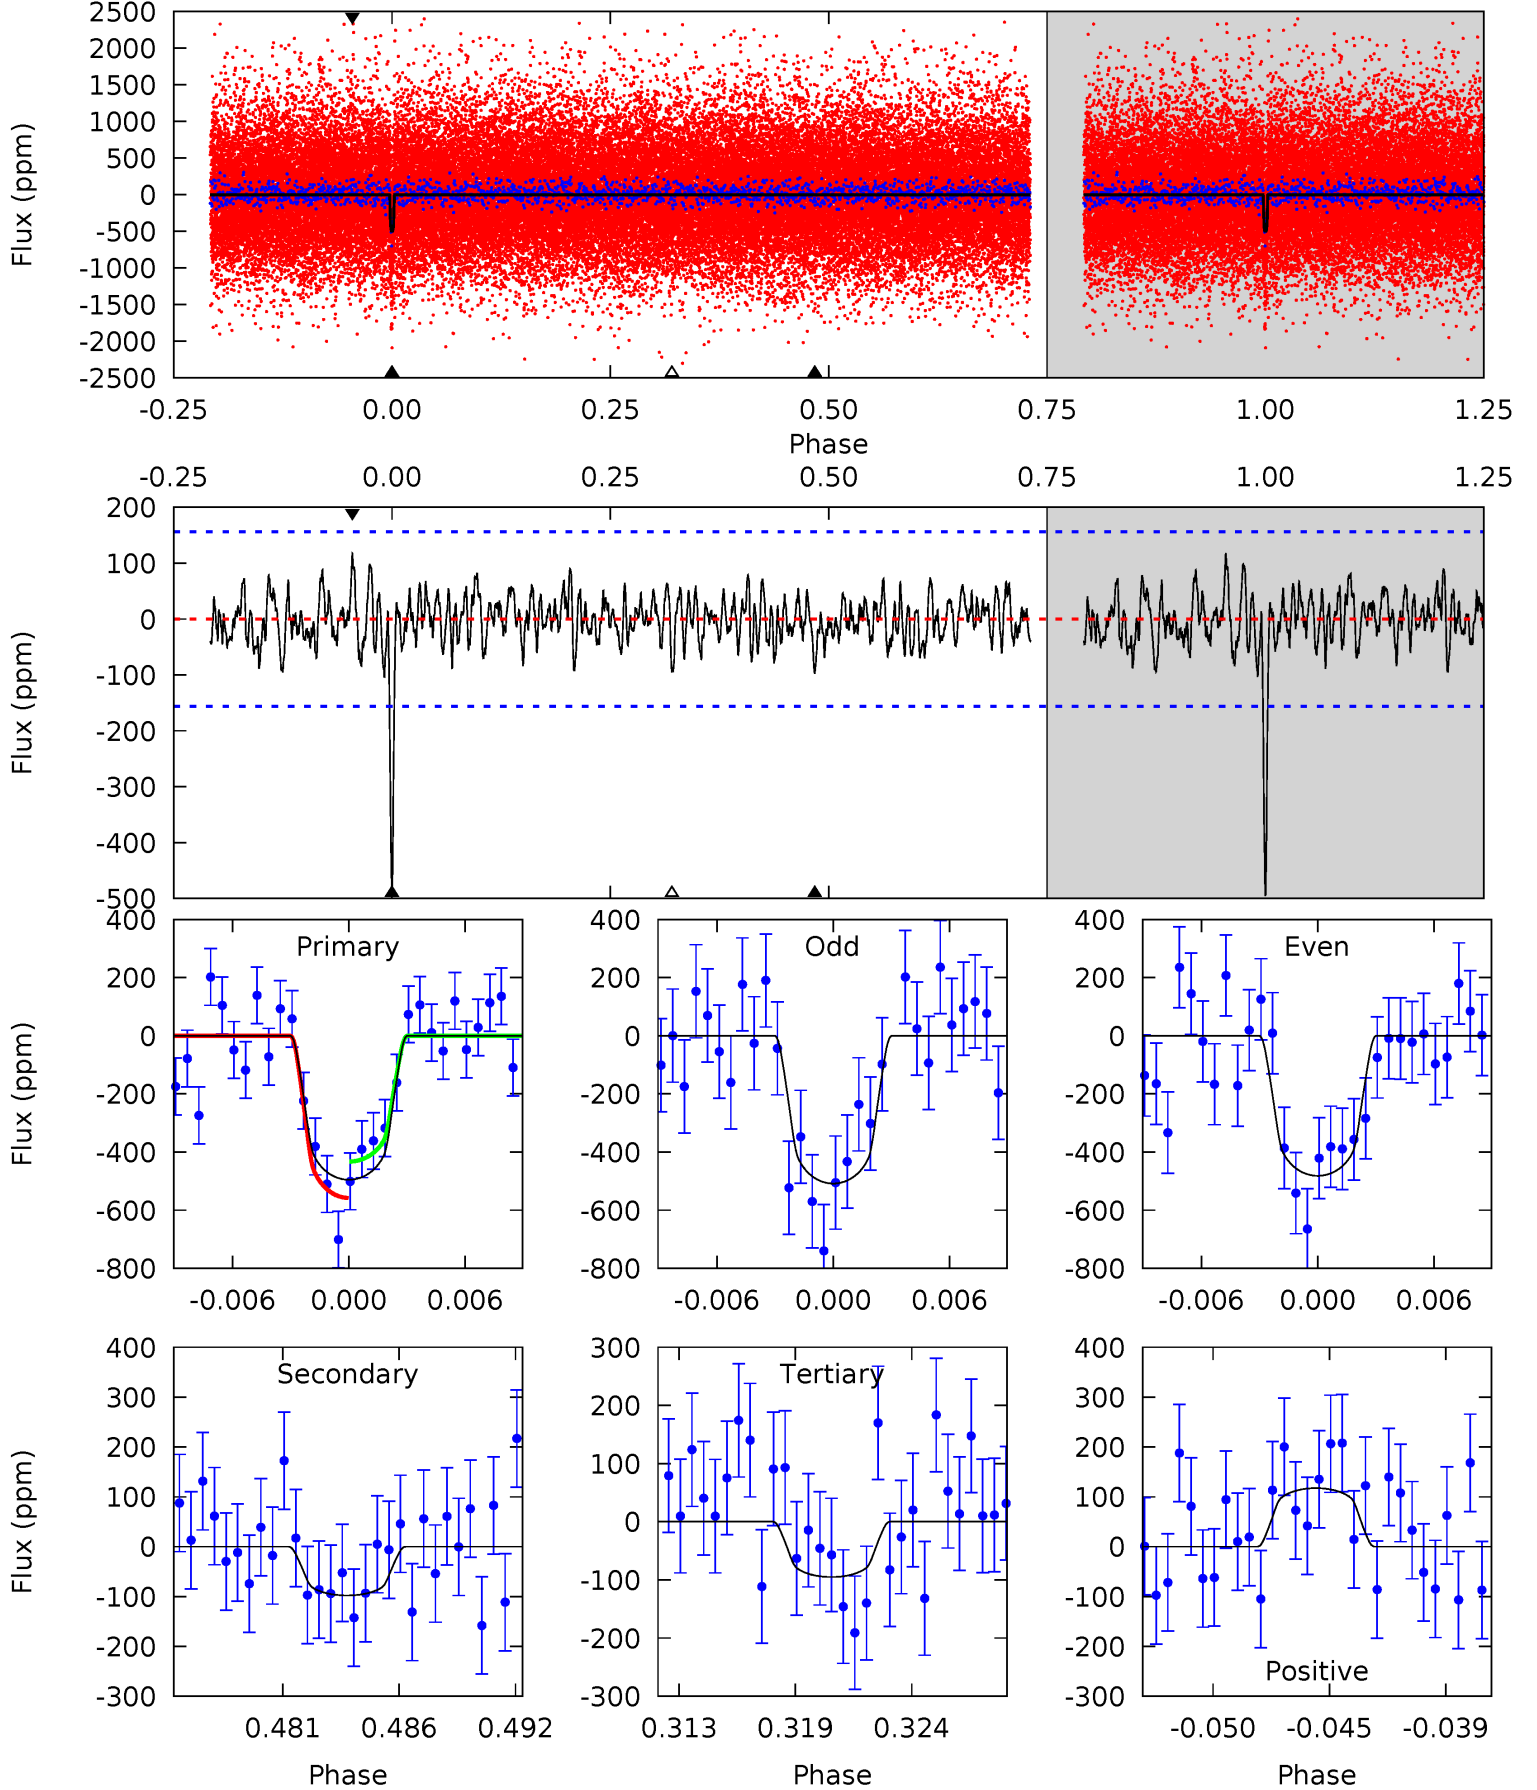 2500
2000
1500
1000
500
0
-500
-1000
-1500
-2000
-2500
Flux (ppm)
-0.25 0.00 0.25 0.50 0.75 1.00 1.25
Phase
-0.25 0.00 0.25 0.50 0.75 1.00 1.25
200
100
0
-100
-200
-300
-400
-500
Flux (ppm)
Primary Odd Even
400 400 400
200 200 200
0 0 0
-200 -200 -200
-400 -400 -400
-600 -600 -600
-800 -800 -800
Flux (ppm)
-0.006 0.000 0.006 -0.006 0.000 0.006 -0.006 0.000 0.006
Secondary Tertiary Positive
400 300 400
300 200 300
200 100 200
100 0 100
0 -100 0
-100 -200 -100
-200 -300 -200
-300 -300
Flux (ppm)
0.481 0.486 0.492 0.313 0.319 0.324 -0.050 -0.045 -0.039
Phase Phase Phase